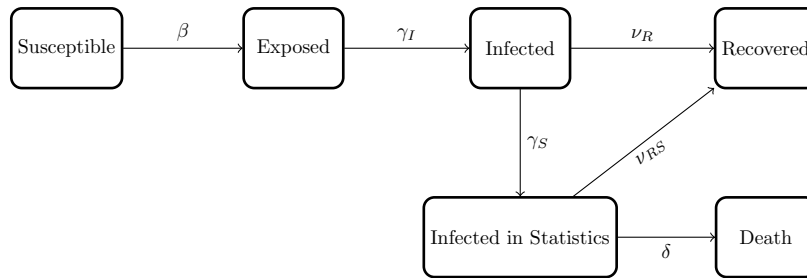 Susceptible
β
Exposed
γ_I
Infected
ν_R
Recovered
γ_S
ν_RS
Infected in Statistics
δ
Death